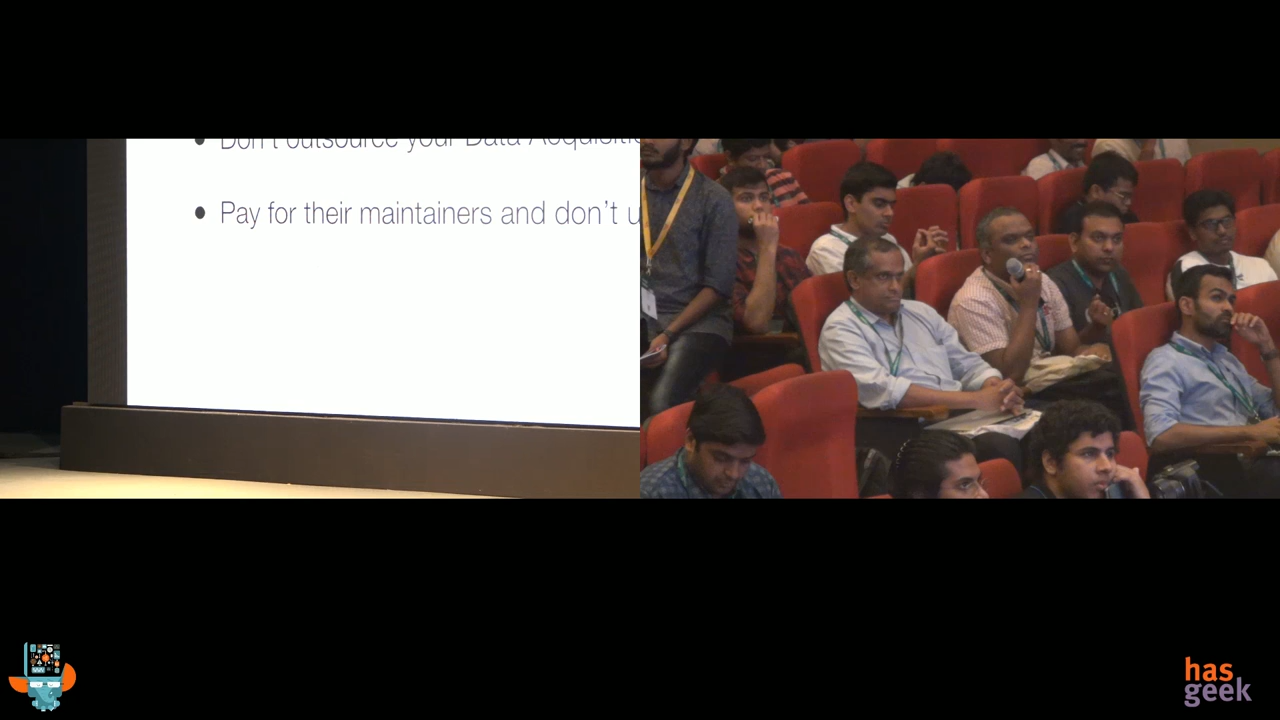 Don't outsource your Data
Pay for their maintainers and don't
has
geek